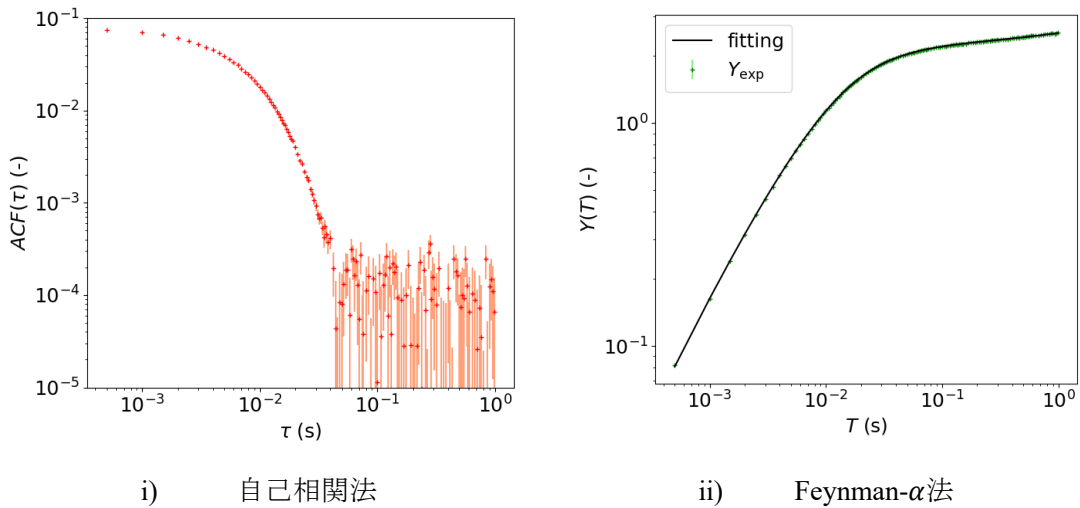 10⁻¹
10⁻²
10⁻³
10⁻⁴
10⁻⁵
ACF(τ) (-)
10⁻³ 10⁻² 10⁻¹ 10⁰
τ (s)
fitting
Y_exp
10⁰
10⁻¹
Y(T) (-)
10⁻³ 10⁻² 10⁻¹ 10⁰
T (s)
i) 自己相関法
ii) Feynman-α法